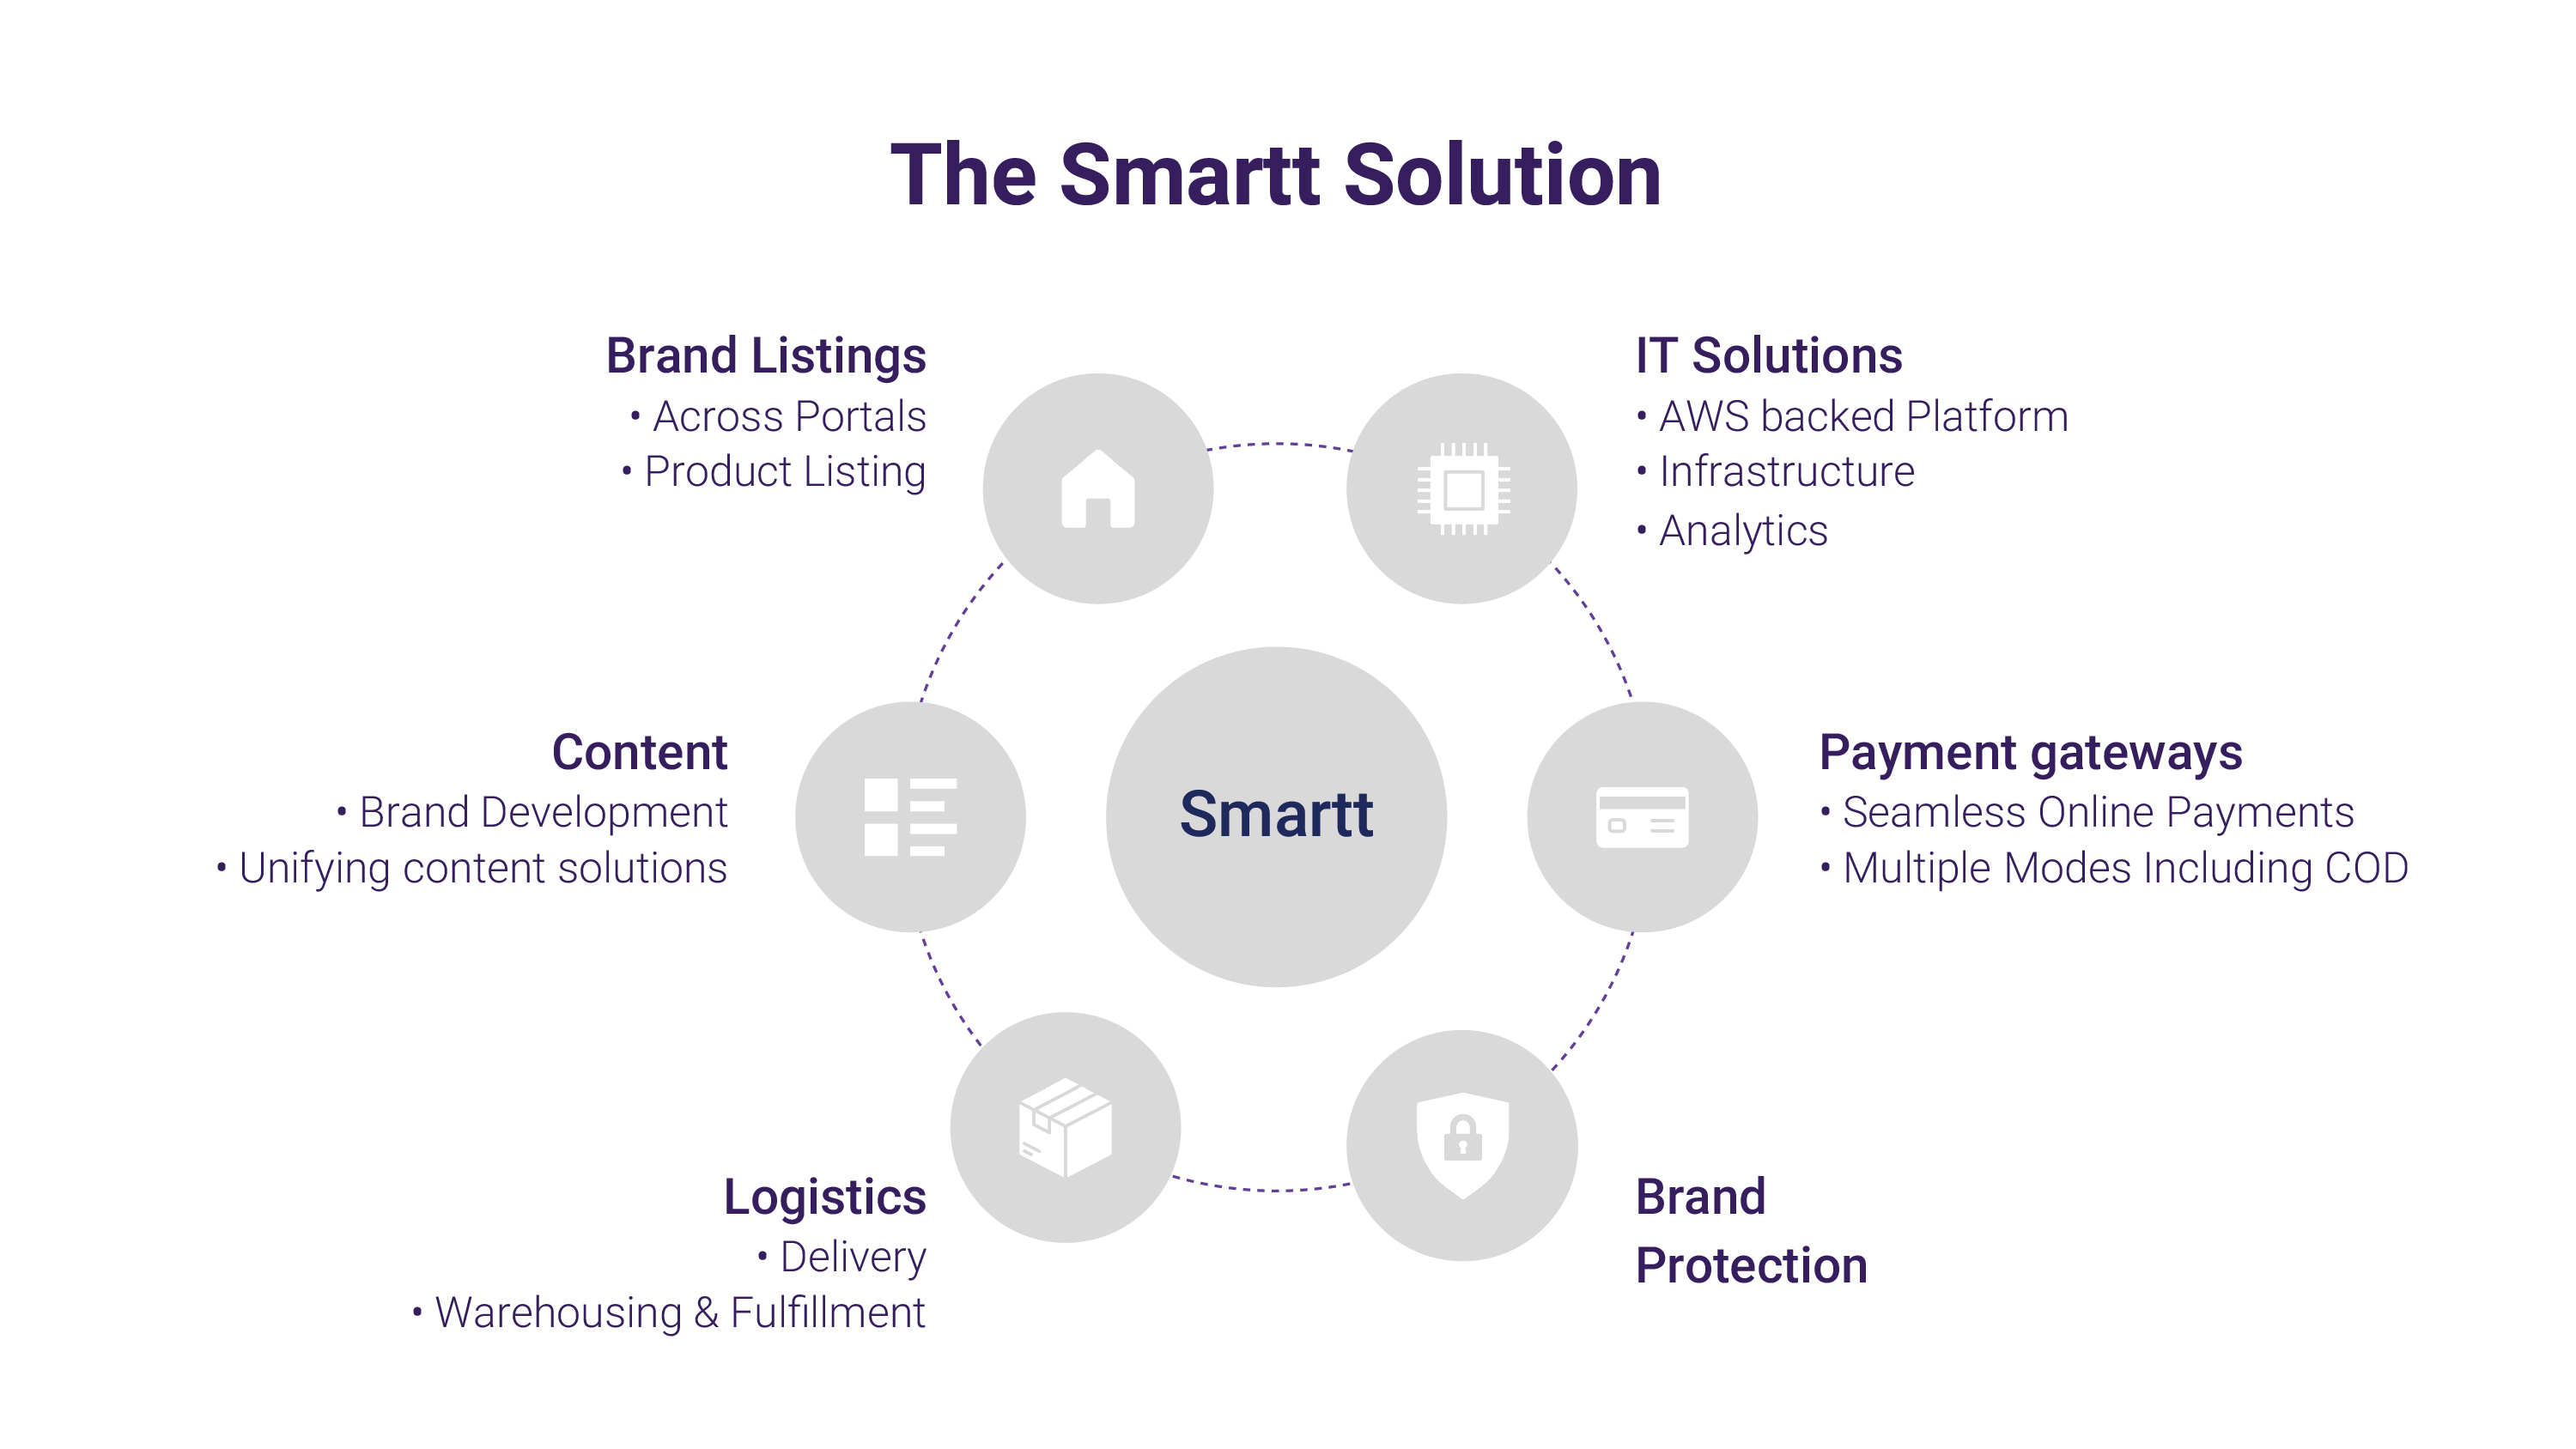 The Smartt Solution
Brand Listings
• Across Portals
• Product Listing
IT Solutions
• AWS backed Platform
• Infrastructure
• Analytics
Content
• Brand Development
• Unifying content solutions
Smartt
Payment gateways
• Seamless Online Payments
• Multiple Modes Including COD
Logistics
• Delivery
• Warehousing & Fulfillment
Brand
Protection